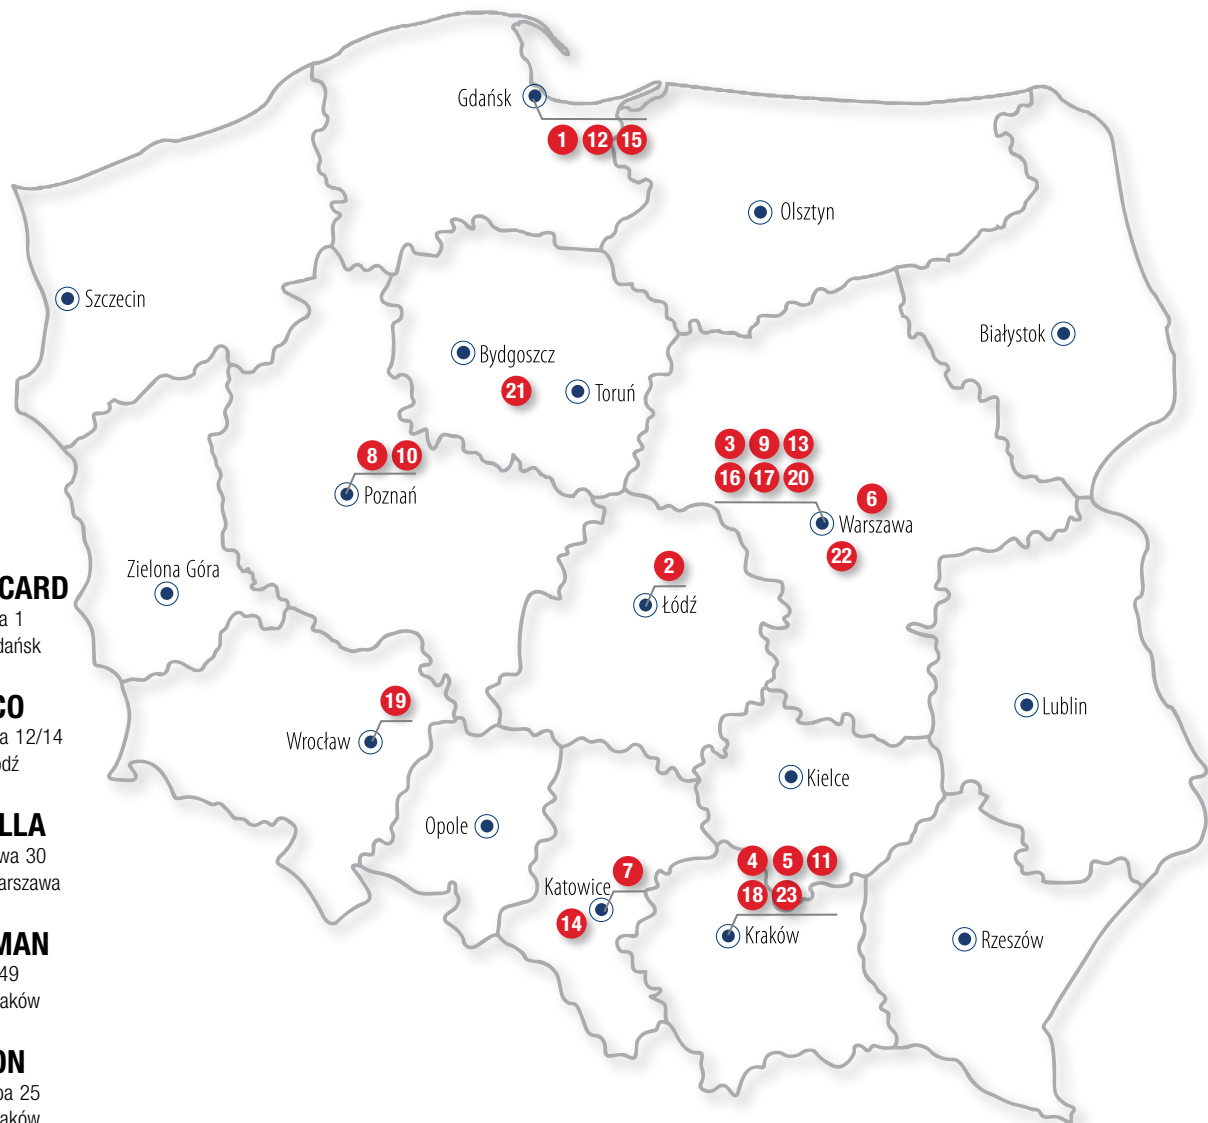 Gdańsk
1 12 15
Olsztyn
Szczecin
Białystok
Bydgoszcz
21
Toruń
8 10
Poznań
3 9 13
16 17 20
6
Warszawa
22
Zielona Góra
2
Łódź
19
Wrocław
Lublin
Kielce
Opole
7
Katowice
14
4 5 11
18 23
Kraków
Rzeszów
CARD
a 1
dańsk
CO
a 12/14
ódź
LLA
wa 30
arszawa
MAN
49
aków
ON
pa 25
aków